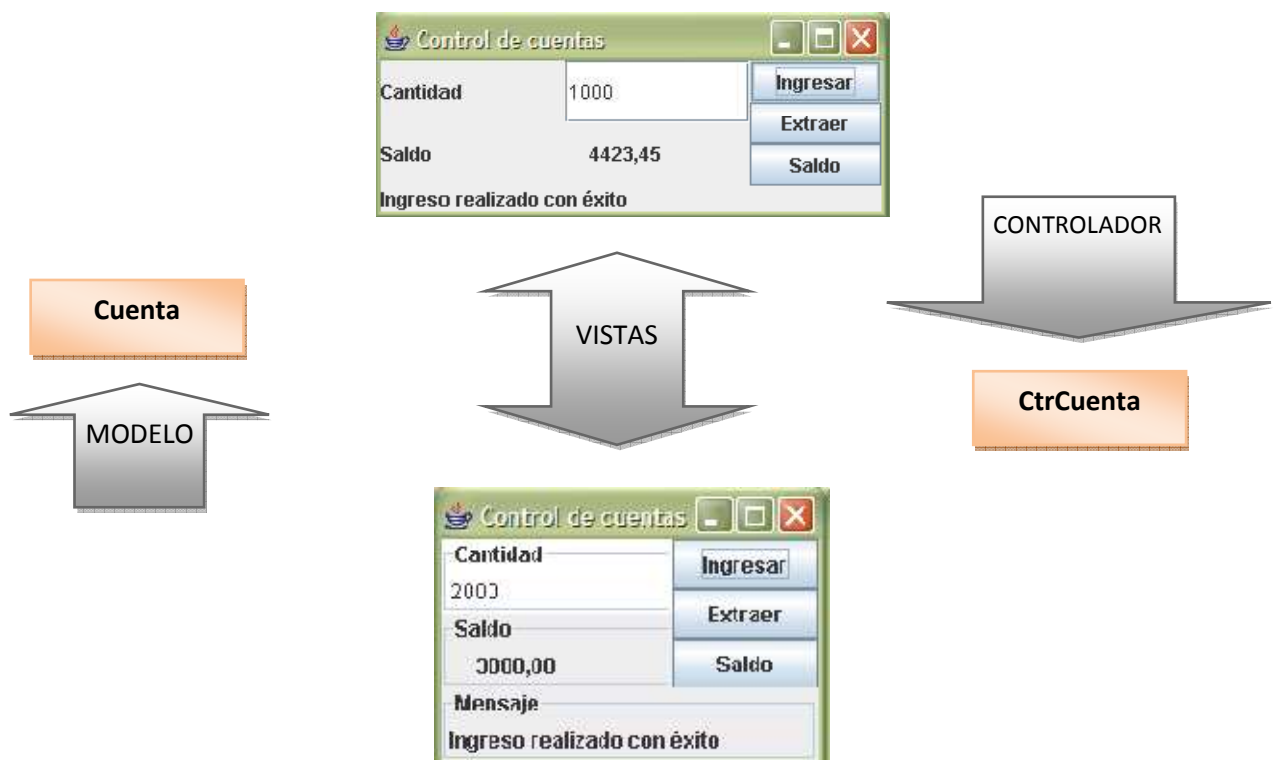 Control de cuentas
Cantidad 1000 Ingresar
Extraer
Saldo 4423,45 Saldo
Ingreso realizado con éxito
CONTROLADOR
Cuenta
VISTAS
CtrCuenta
MODELO
Control de cuentas
Cantidad Ingresar
Extraer
Saldo
Saldo
Mensaje
Ingreso realizado con éxito